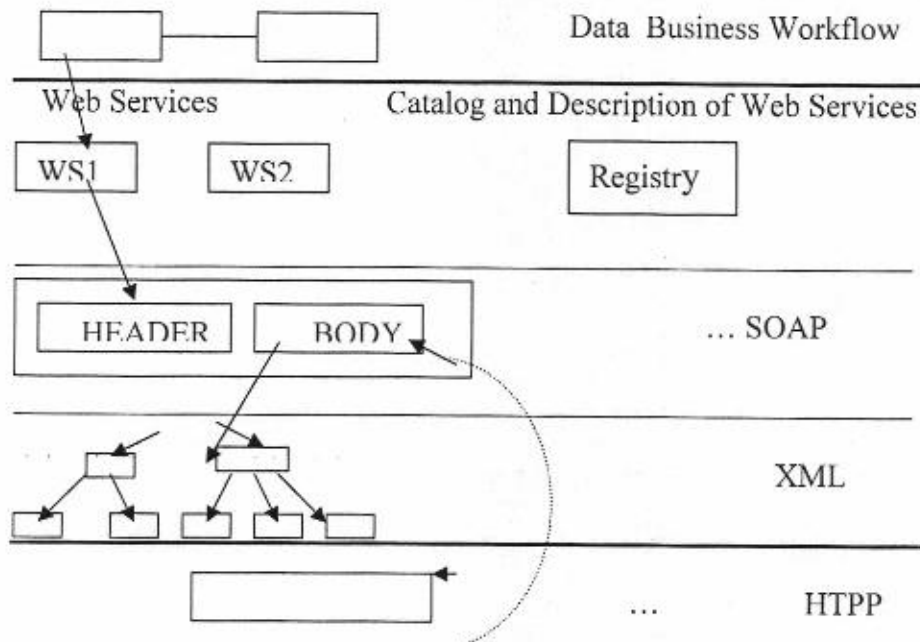 Data Business Workflow
Web Services
Catalog and Description of Web Services
WS1
WS2
Registry
HEADER
BODY
... SOAP
XML
... HTPP